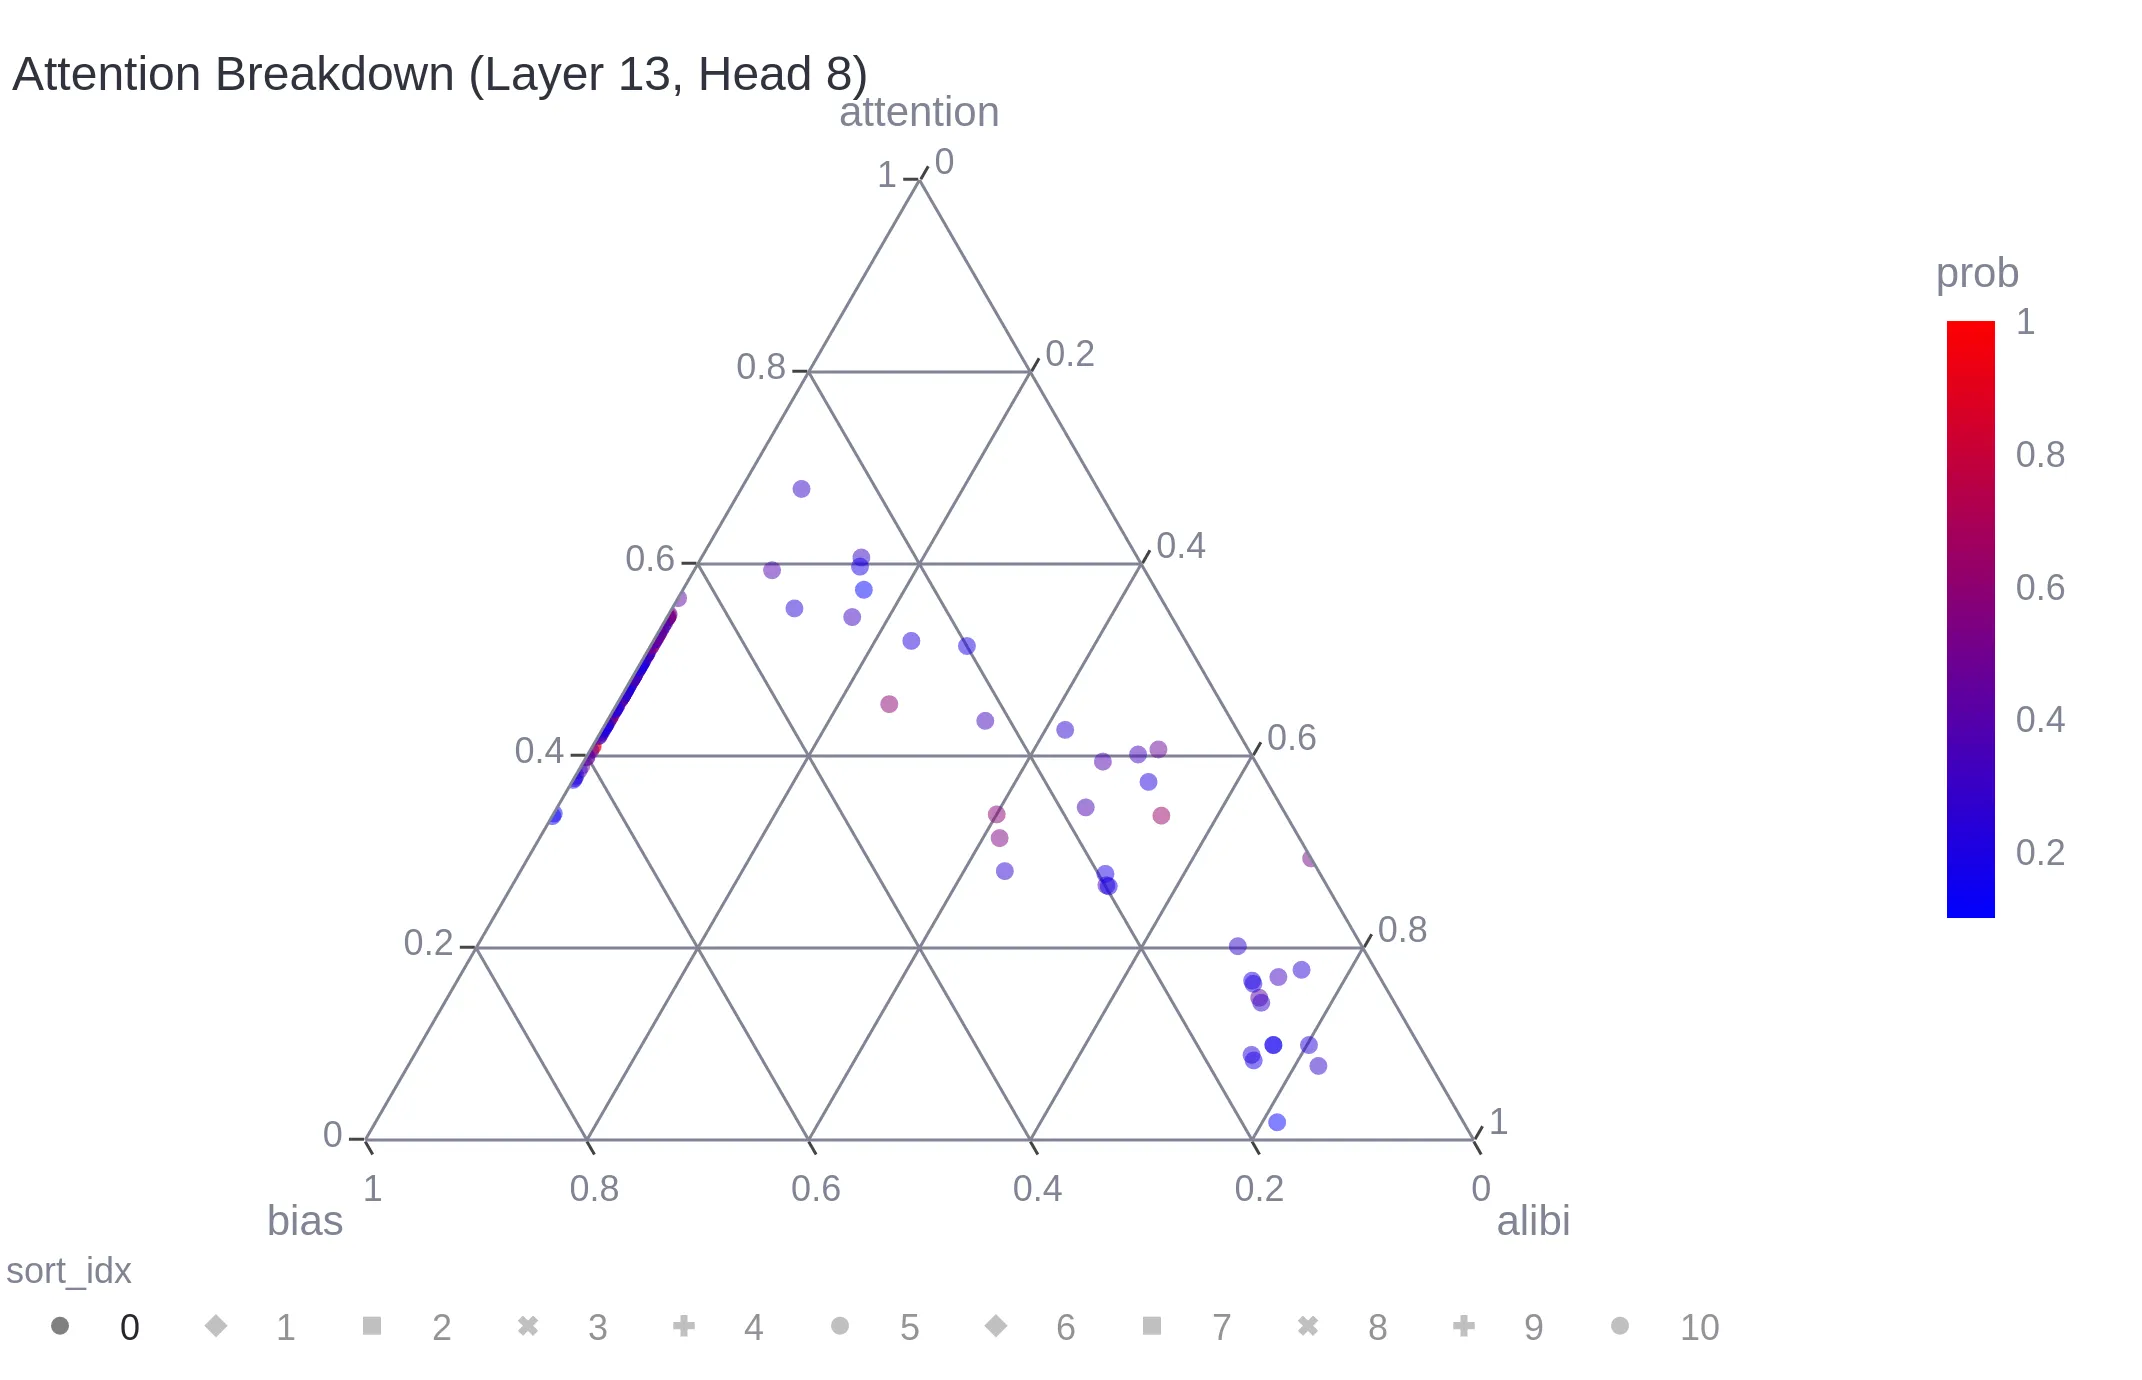 Attention Breakdown (Layer 13, Head 8)
attention
1 0
0.8 0.2
0.6 0.4
0.4 0.6
0.2 0.8
0 1
1 0.8 0.6 0.4 0.2 0
bias alibi
prob
1
0.8
0.6
0.4
0.2
sort_idx
0 1 2 3 4 5 6 7 8 9 10